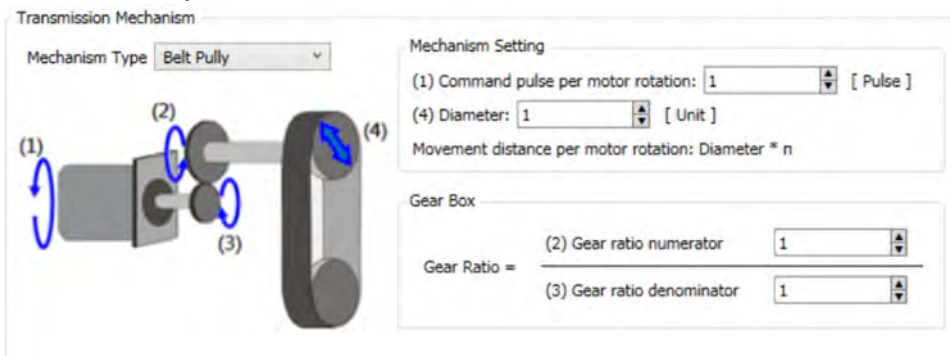 Transmission Mechanism
Mechanism Type Belt Pully
(1)
(2)
(3)
(4)
Mechanism Setting
(1) Command pulse per motor rotation: 1 [ Pulse ]
(4) Diameter: 1 [ Unit ]
Movement distance per motor rotation: Diameter * п
Gear Box
Gear Ratio =
(2) Gear ratio numerator 1
(3) Gear ratio denominator 1